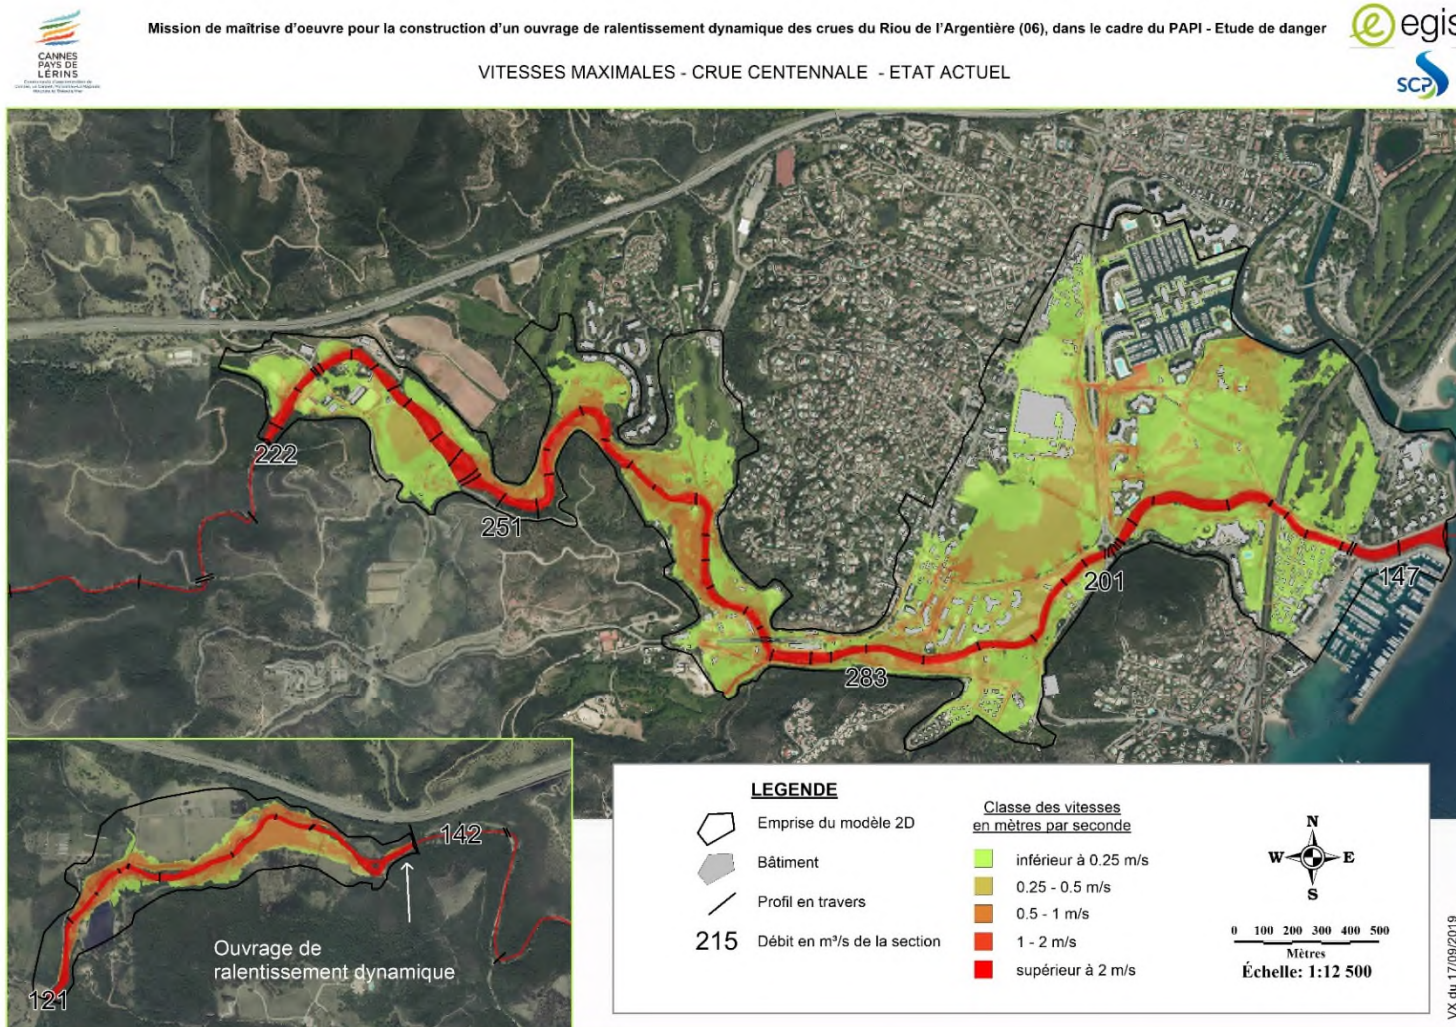 Mission de maîtrise d'oeuvre pour la construction d'un ouvrage de ralentissement dynamique des crues du Riou de l'Argentière (06), dans le cadre du PAPI - Etude de danger
egis
CANNES
PAYS DE
LÉRINS
VITESSES MAXIMALES - CRUE CENTENNALE - ETAT ACTUEL
SCP
222
251
201
147
283
142
Ouvrage de
ralentissement dynamique
121
LEGENDE
Emprise du modèle 2D
Bâtiment
Profil en travers
215 Débit en m³/s de la section
Classe des vitesses
en mètres par seconde
inférieur à 0.25 m/s
0.25 - 0.5 m/s
0.5 - 1 m/s
1 - 2 m/s
supérieur à 2 m/s
N
W E
S
0 100 200 300 400 500
Mètres
Échelle: 1:12 500
VX du 17/09/2019